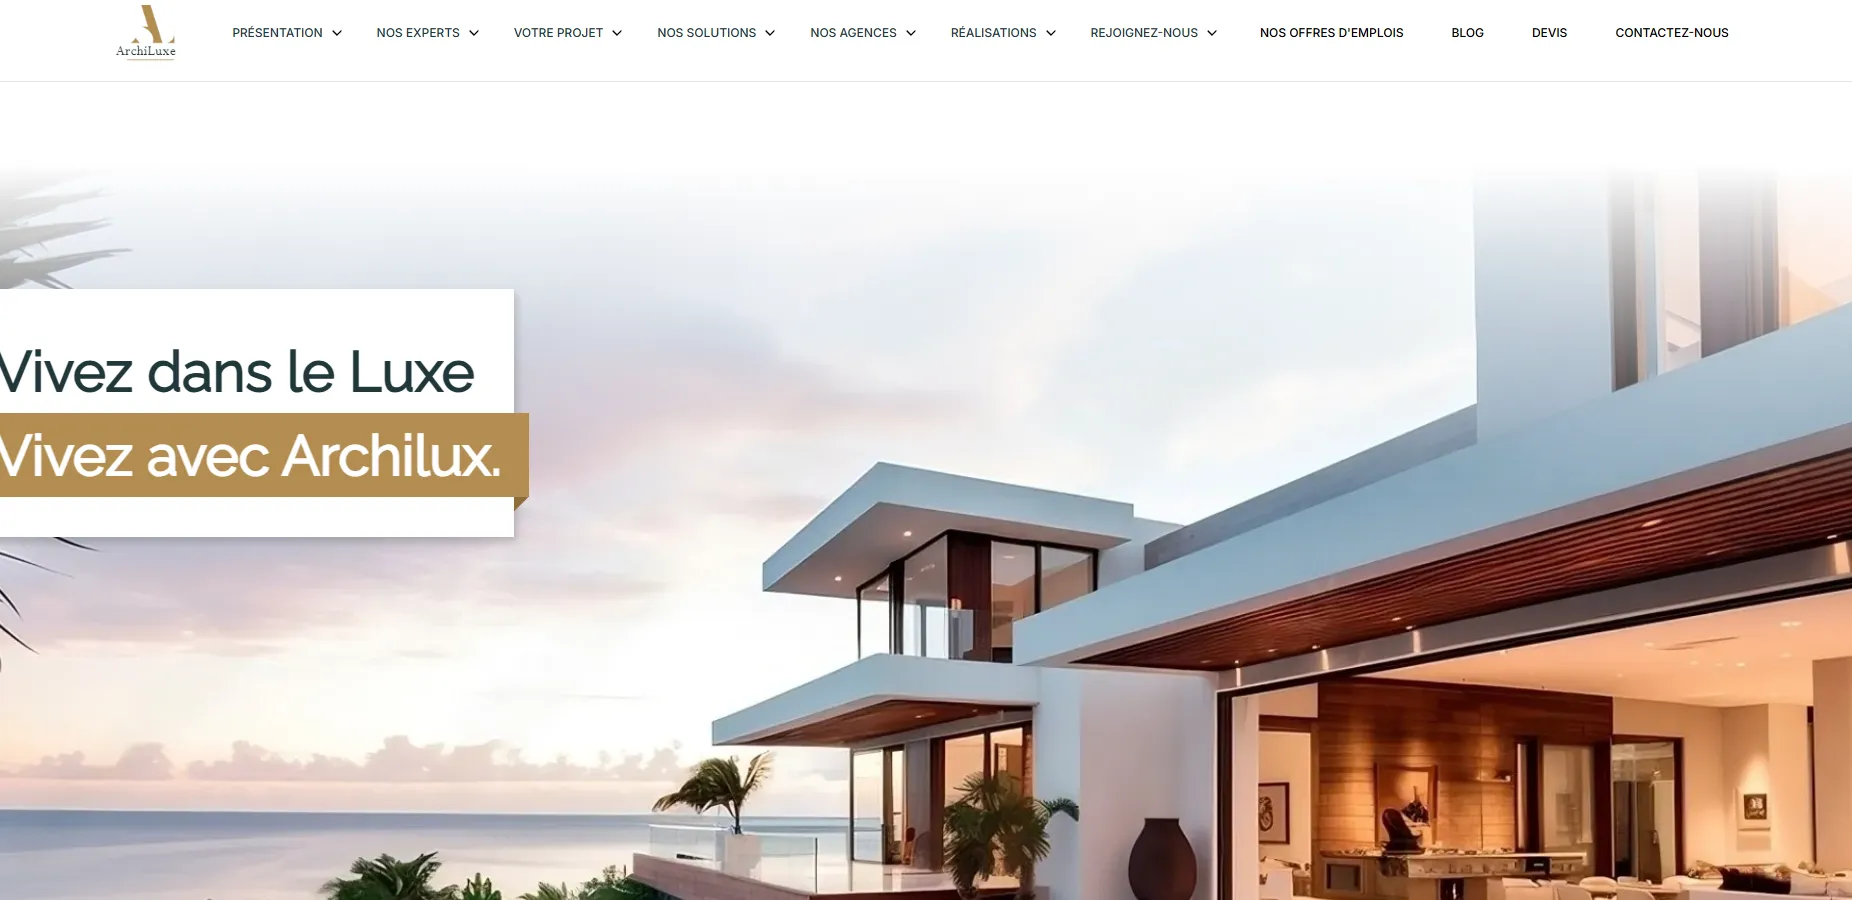 ArchiLuxe
PRÉSENTATION NOS EXPERTS VOTRE PROJET NOS SOLUTIONS NOS AGENCES RÉALISATIONS REJOIGNEZ-NOUS NOS OFFRES D'EMPLOIS BLOG DEVIS CONTACTEZ-NOUS
Vivez dans le Luxe
Vivez avec Archilux.